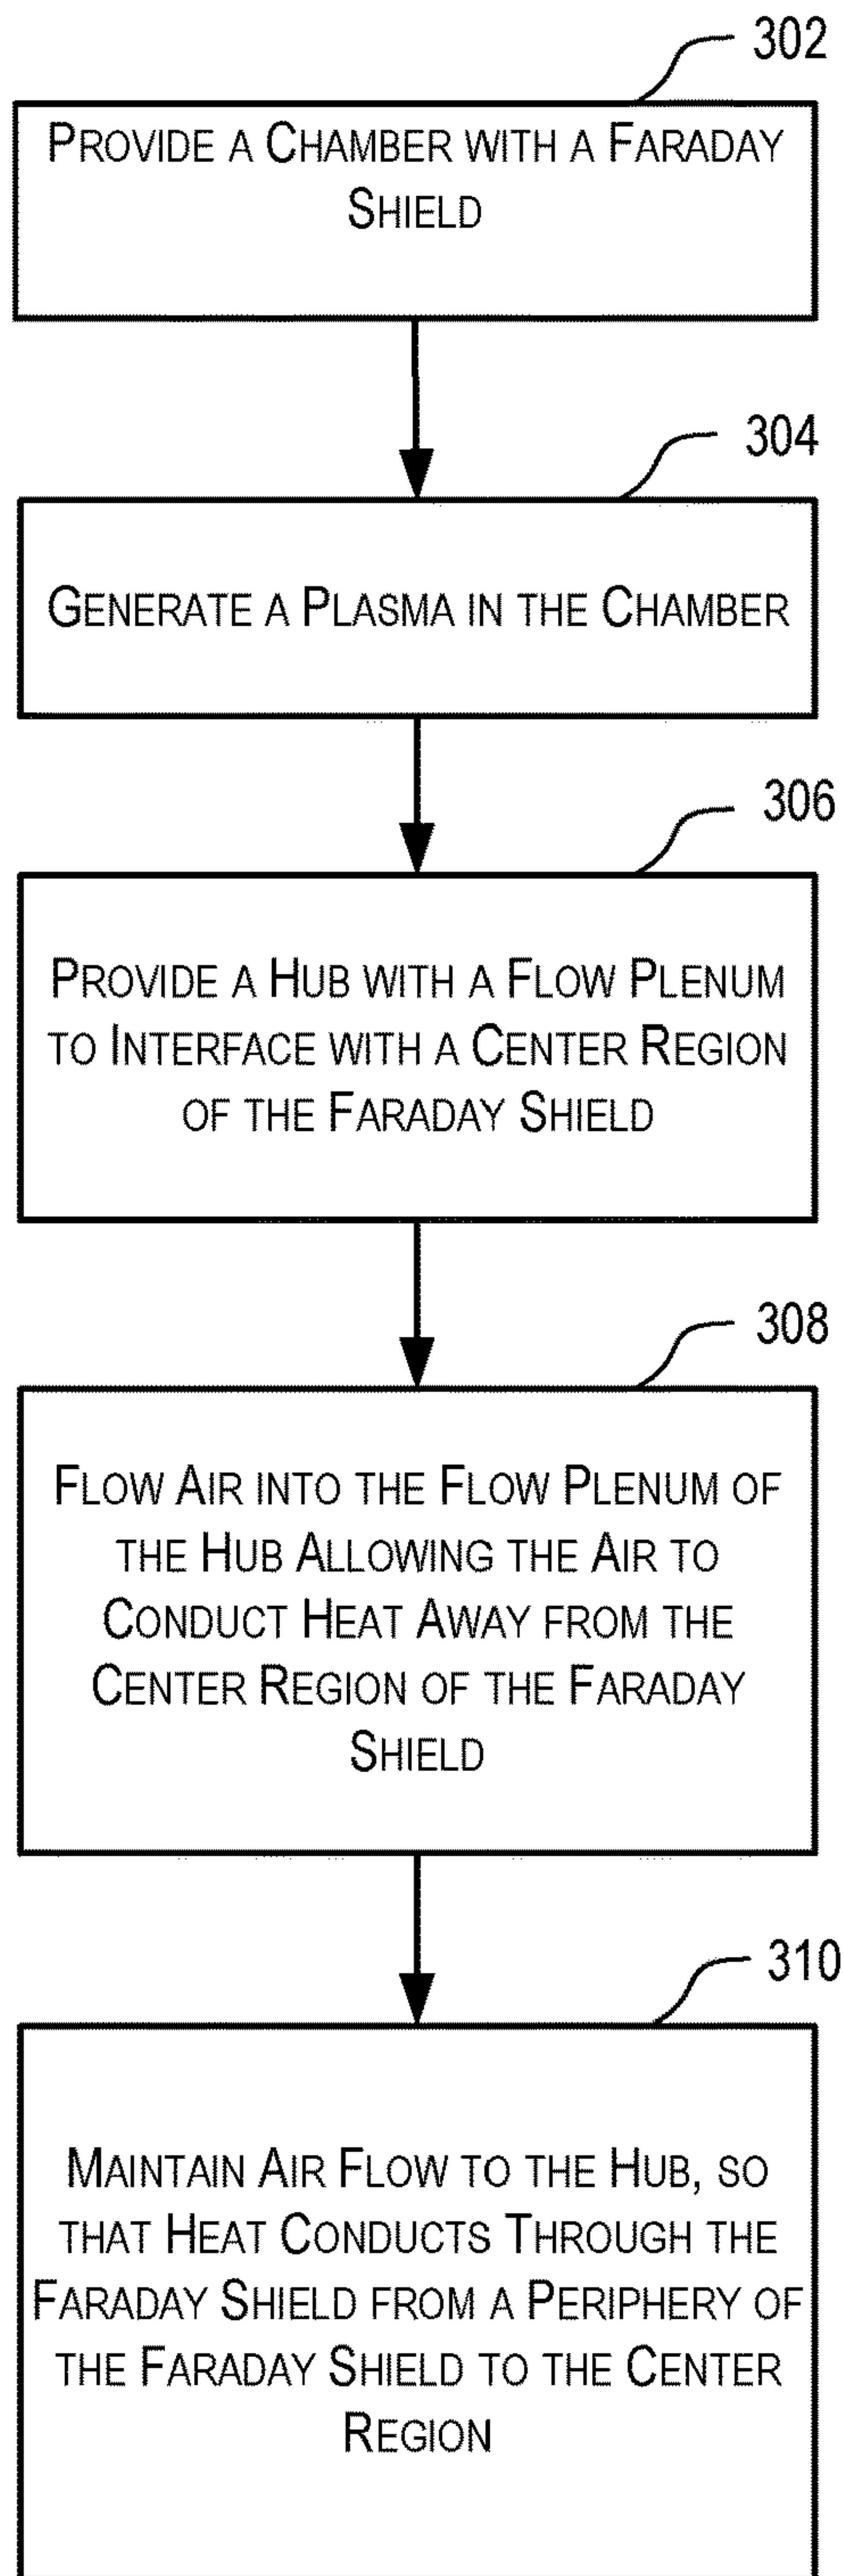 302
PROVIDE A CHAMBER WITH A FARADAY
SHIELD
304
GENERATE A PLASMA IN THE CHAMBER
306
PROVIDE A HUB WITH A FLOW PLENUM
TO INTERFACE WITH A CENTER REGION
OF THE FARADAY SHIELD
308
FLOW AIR INTO THE FLOW PLENUM OF
THE HUB ALLOWING THE AIR TO
CONDUCT HEAT AWAY FROM THE
CENTER REGION OF THE FARADAY
SHIELD
310
MAINTAIN AIR FLOW TO THE HUB, SO
THAT HEAT CONDUCTS THROUGH THE
FARADAY SHIELD FROM A PERIPHERY OF
THE FARADAY SHIELD TO THE CENTER
REGION